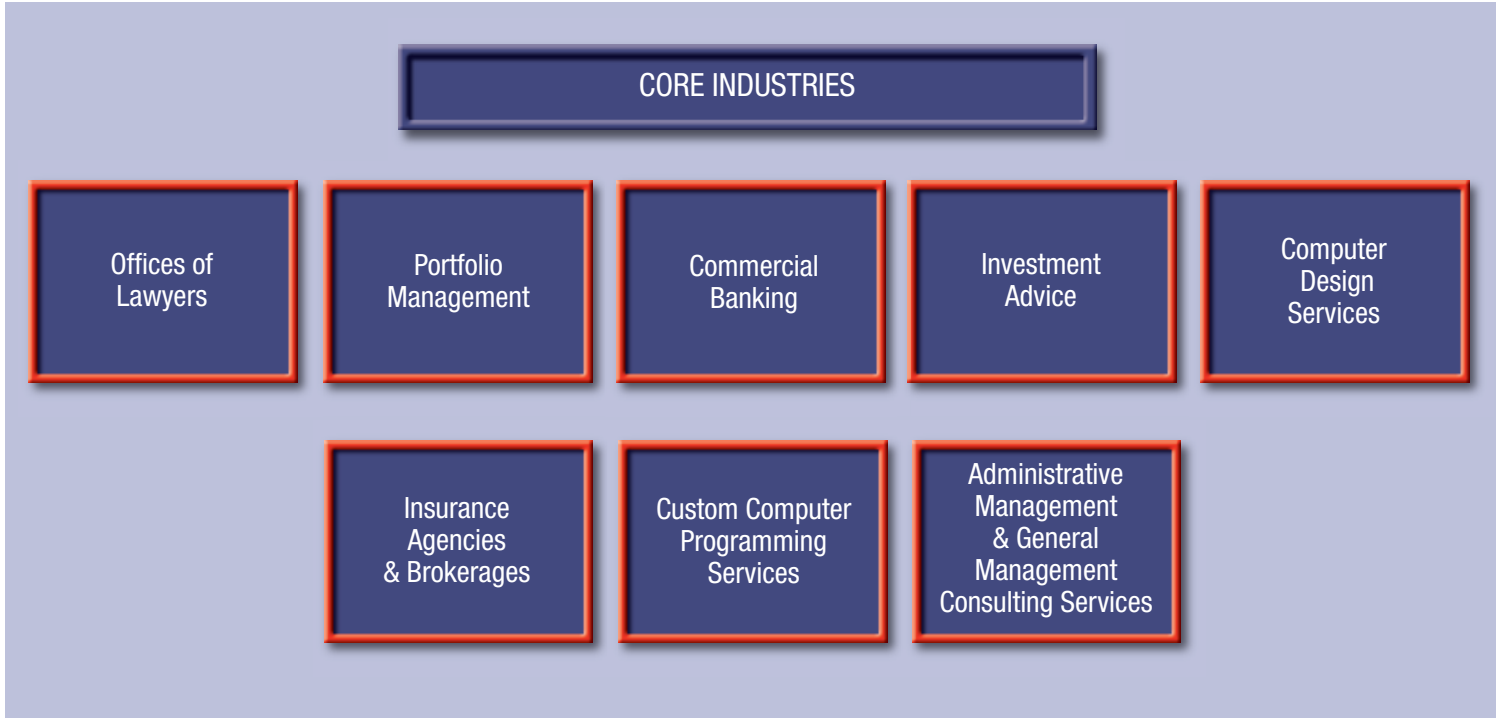 CORE INDUSTRIES
Offices of
Lawyers
Portfolio
Management
Commercial
Banking
Investment
Advice
Computer
Design
Services
Insurance
Agencies
& Brokerages
Custom Computer
Programming
Services
Administrative
Management
& General
Management
Consulting Services